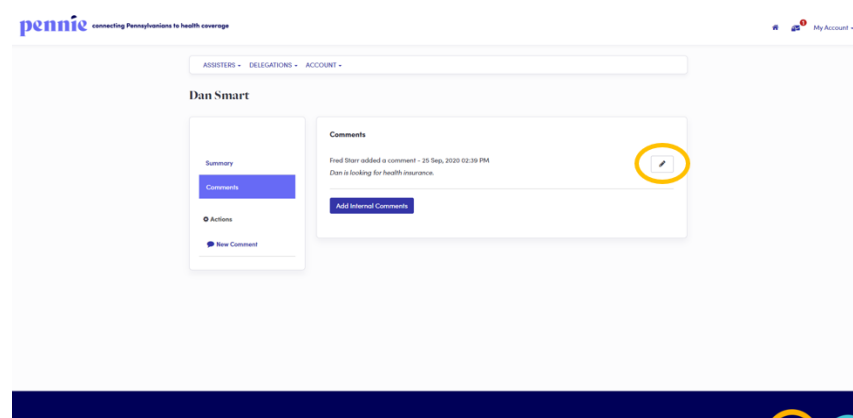 pennie connecting Pennsylvanians to health coverage
1
My Account
ASSISTERS DELEGATIONS ACCOUNT
Dan Smart
Summary
Comments
Actions
New Comment
Comments
Fred Starr added a comment - 25 Sep, 2020 02:39 PM
Dan is looking for health insurance.
Add Internal Comments